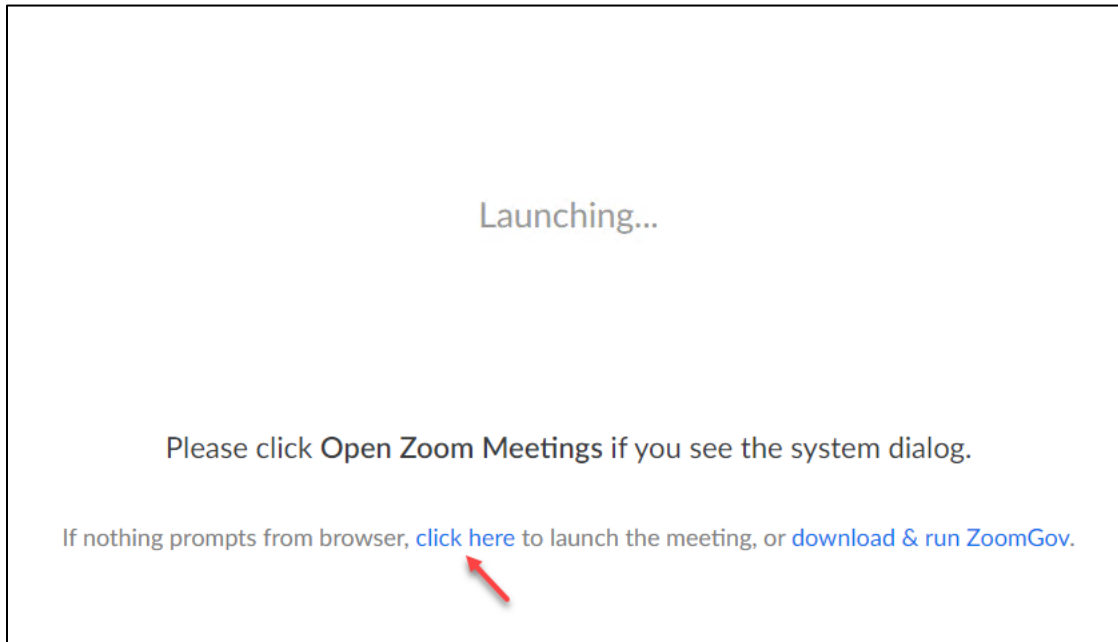 Launching...
Please click Open Zoom Meetings if you see the system dialog.
If nothing prompts from browser, click here to launch the meeting, or download & run ZoomGov.